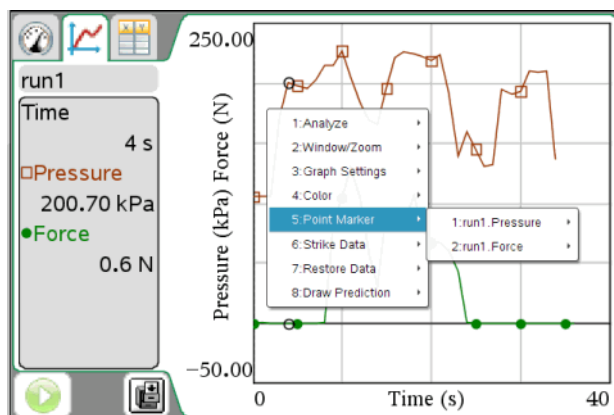 X Y
run1
Time
4 s
Pressure
200.70 kPa
Force
0.6 N
250.00
Pressure (kPa) Force (N)
-50.00
0
Time (s)
40
1:Analyze
2:Window/Zoom
3:Graph Settings
4:Color
5:Point Marker
6:Strike Data
7:Restore Data
8:Draw Prediction
1:run1.Pressure
2:run1.Force